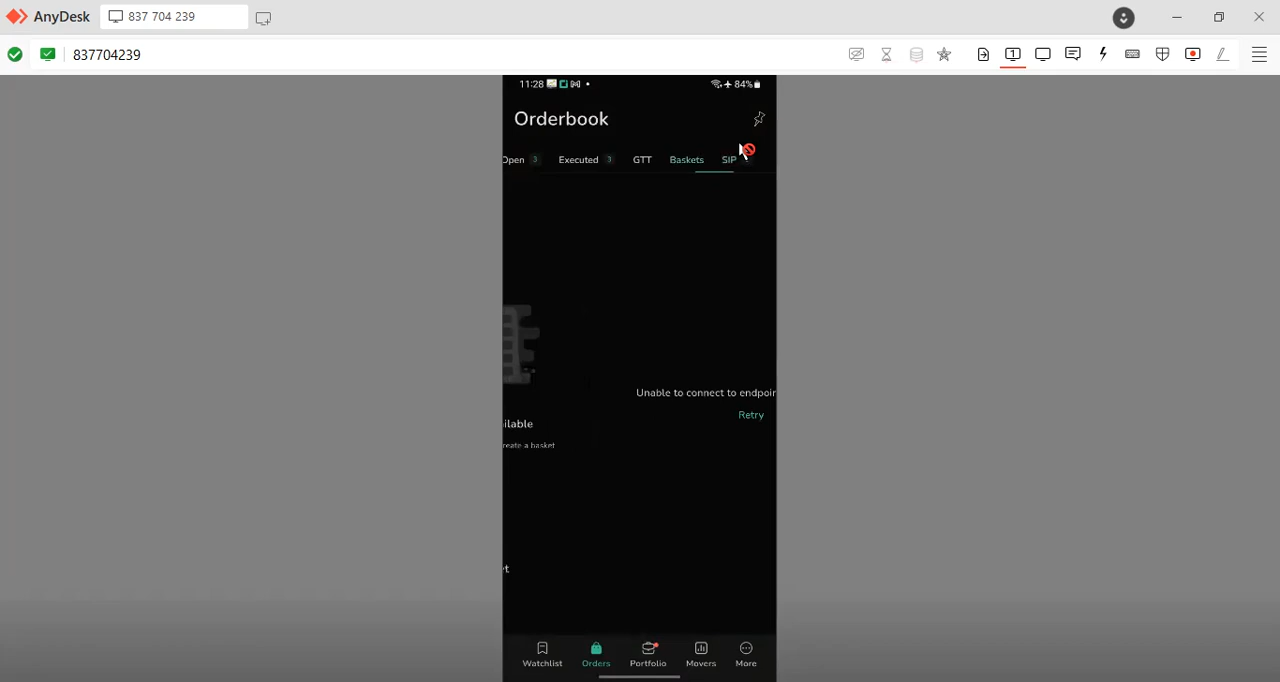 AnyDesk 837 704 239
837704239
11:28 84%
Orderbook
Open 3 Executed 3 GTT Baskets SIP
Unable to connect to endpoin
Retry
ilable
reate a basket
t
Watchlist Orders Portfolio Movers More